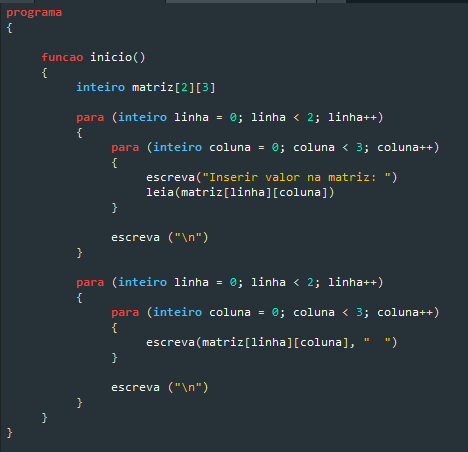 programa
{
funcao inicio()
{
inteiro matriz[2][3]
para (inteiro linha = 0; linha < 2; linha++)
{
para (inteiro coluna = 0; coluna < 3; coluna++)
{
escreva("Inserir valor na matriz: ")
leia(matriz[linha][coluna])
}
escreva ("\n")
}
para (inteiro linha = 0; linha < 2; linha++)
{
para (inteiro coluna = 0; coluna < 3; coluna++)
{
escreva(matriz[linha][coluna], "  ")
}
escreva ("\n")
}
}
}